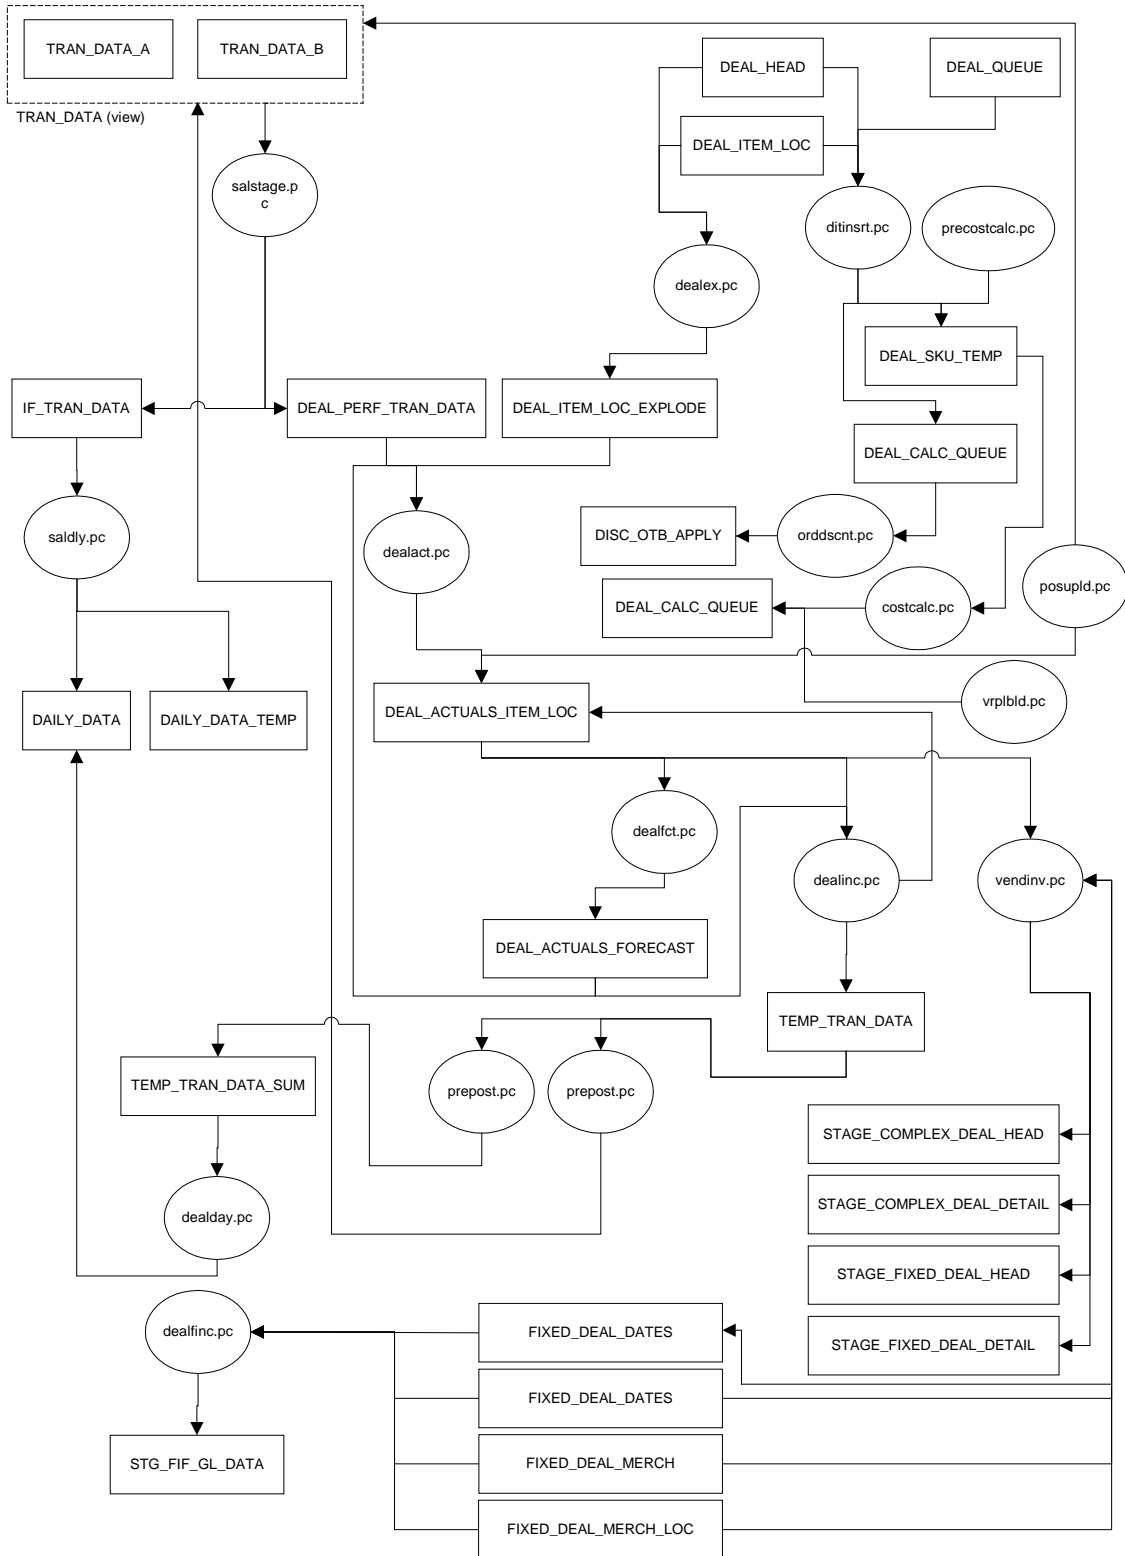 TRAN_DATA_A
TRAN_DATA_B
DEAL_HEAD
DEAL_QUEUE
TRAN_DATA (view)
DEAL_ITEM_LOC
salstage.p
c
ditinsrt.pc
precostcalc.pc
dealex.pc
DEAL_SKU_TEMP
IF_TRAN_DATA
DEAL_PERF_TRAN_DATA
DEAL_ITEM_LOC_EXPLODE
DEAL_CALC_QUEUE
saldly.pc
dealact.pc
DISC_OTB_APPLY
orddscnt.pc
posupld.pc
DEAL_CALC_QUEUE
costcalc.pc
DAILY_DATA
DAILY_DATA_TEMP
DEAL_ACTUALS_ITEM_LOC
vrplbld.pc
dealfct.pc
dealinc.pc
vendinv.pc
DEAL_ACTUALS_FORECAST
TEMP_TRAN_DATA
TEMP_TRAN_DATA_SUM
prepost.pc
prepost.pc
STAGE_COMPLEX_DEAL_HEAD
STAGE_COMPLEX_DEAL_DETAIL
dealday.pc
STAGE_FIXED_DEAL_HEAD
dealfinc.pc
FIXED_DEAL_DATES
STAGE_FIXED_DEAL_DETAIL
FIXED_DEAL_DATES
STG_FIF_GL_DATA
FIXED_DEAL_MERCH
FIXED_DEAL_MERCH_LOC